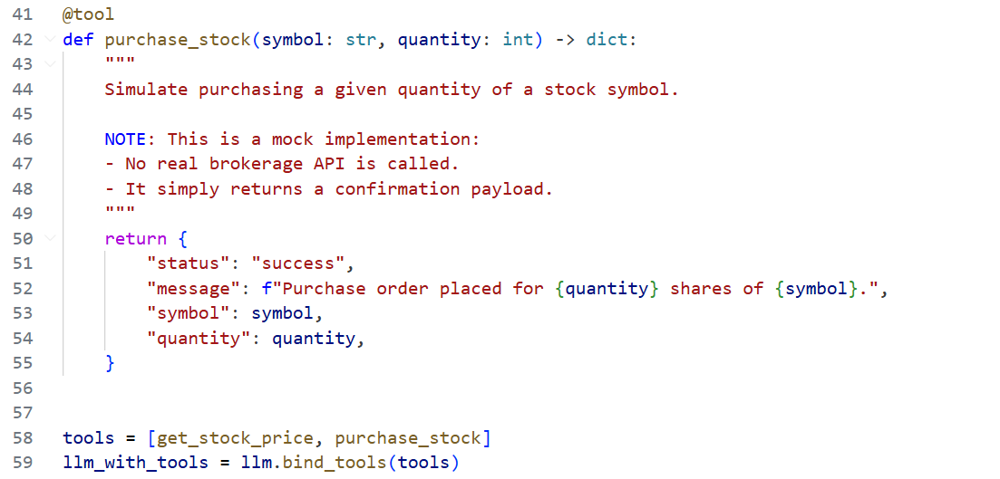 41 @tool
42 def purchase_stock(symbol: str, quantity: int) -> dict:
43     """
44     Simulate purchasing a given quantity of a stock symbol.
45
46     NOTE: This is a mock implementation:
47     - No real brokerage API is called.
48     - It simply returns a confirmation payload.
49     """
50     return {
51         "status": "success",
52         "message": f"Purchase order placed for {quantity} shares of {symbol}.",
53         "symbol": symbol,
54         "quantity": quantity,
55     }
56
57
58 tools = [get_stock_price, purchase_stock]
59 llm_with_tools = llm.bind_tools(tools)